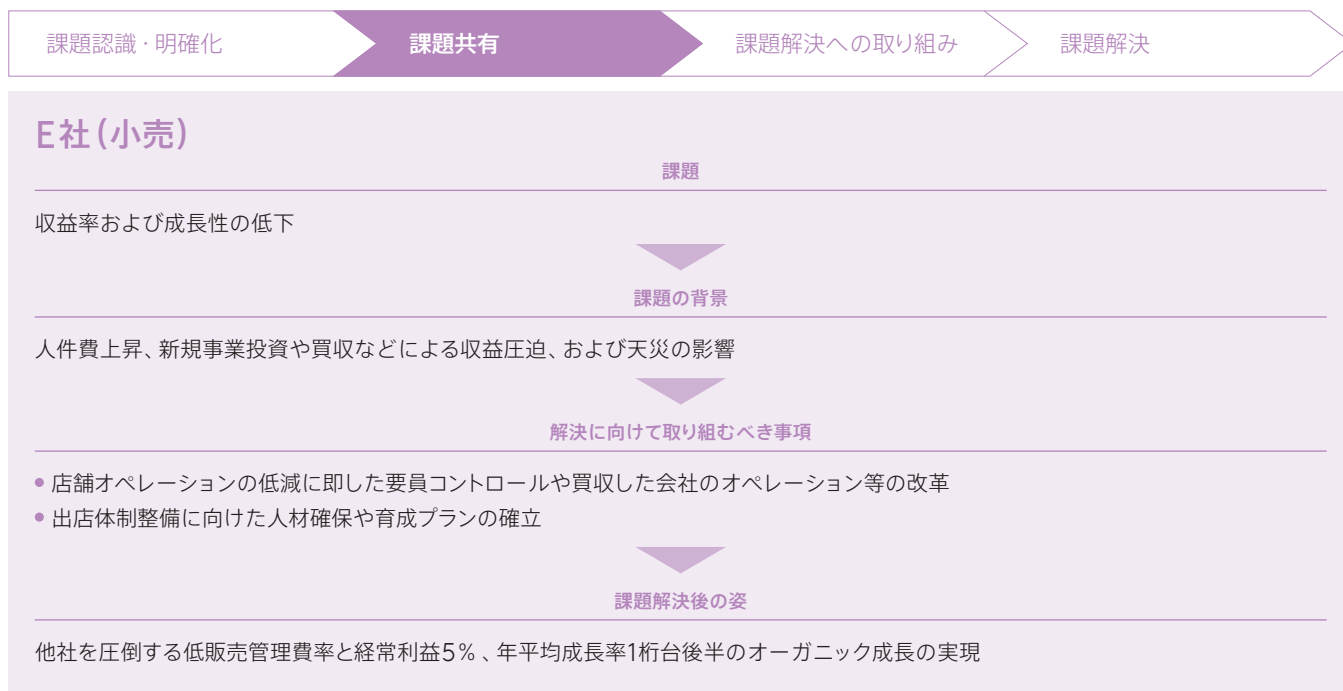 課題認識・明確化
課題共有
課題解決への取り組み
課題解決
E社(小売)
課題
収益率および成長性の低下
課題の背景
人件費上昇、新規事業投資や買収などによる収益圧迫、および天災の影響
解決に向けて取り組むべき事項
● 店舗オペレーションの低減に即した要員コントロールや買収した会社のオペレーション等の改革
● 出店体制整備に向けた人材確保や育成プランの確立
課題解決後の姿
他社を圧倒する低販売管理費率と経常利益5%、年平均成長率1桁台後半のオーガニック成長の実現